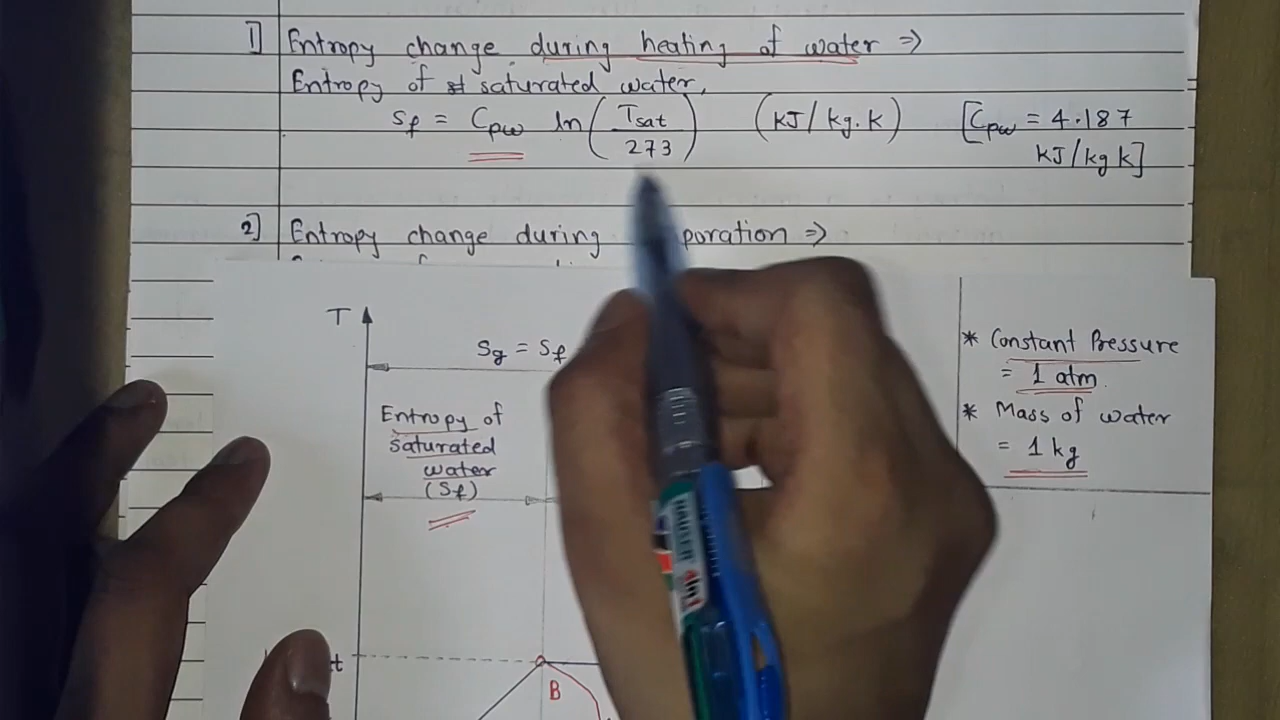 1] Entropy change during heating of water ⇒
Entropy of saturated water,
Sf = Cpw ln(Tsat/273) (kJ/kg.k) [Cpw = 4.187
kJ/kg k]
2] Entropy change during poration ⇒
T
Sg = Sf
* Constant Pressure
= 1 atm.
* Mass of water
= 1 kg
Entropy of
saturated
water
(Sf)
t
B
HAUSER 4in1